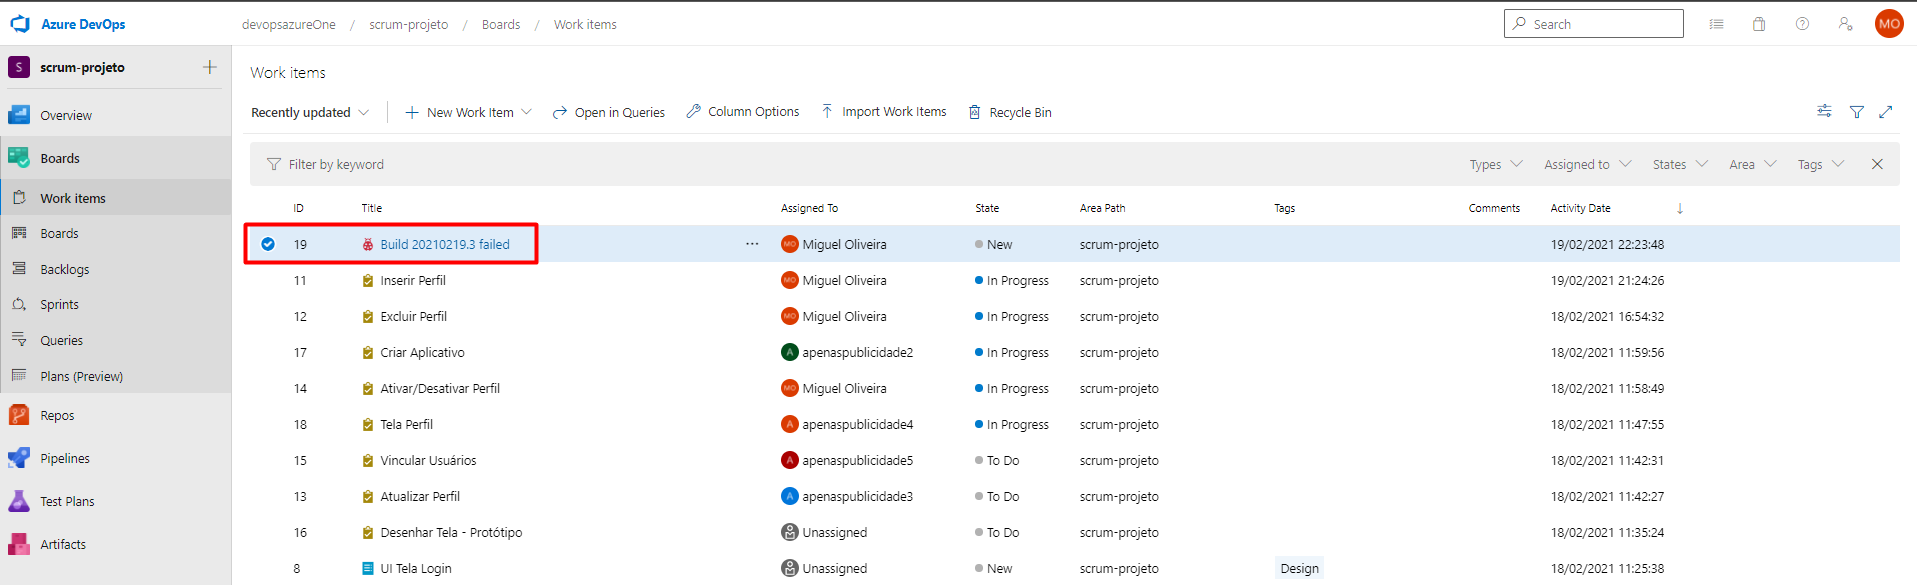 Azure DevOps
devopsazureOne / scrum-projeto / Boards / Work items
Search
MO
S scrum-projeto
Overview
Boards
Work items
Boards
Backlogs
Sprints
Queries
Plans (Preview)
Repos
Pipelines
Test Plans
Artifacts
Work items
Recently updated New Work Item Open in Queries Column Options Import Work Items Recycle Bin
Filter by keyword Types Assigned to States Area Tags
ID Title Assigned To State Area Path Tags Comments Activity Date
19 Build 20210219.3 failed ... MO Miguel Oliveira New scrum-projeto 19/02/2021 22:23:48
11 Inserir Perfil MO Miguel Oliveira In Progress scrum-projeto 19/02/2021 21:24:26
12 Excluir Perfil MO Miguel Oliveira In Progress scrum-projeto 18/02/2021 16:54:32
17 Criar Aplicativo A apenaspublicidade2 In Progress scrum-projeto 18/02/2021 11:59:56
14 Ativar/Desativar Perfil MO Miguel Oliveira In Progress scrum-projeto 18/02/2021 11:58:49
18 Tela Perfil A apenaspublicidade4 In Progress scrum-projeto 18/02/2021 11:47:55
15 Vincular Usuários A apenaspublicidade5 To Do scrum-projeto 18/02/2021 11:42:31
13 Atualizar Perfil A apenaspublicidade3 To Do scrum-projeto 18/02/2021 11:42:27
16 Desenhar Tela - Protótipo Unassigned To Do scrum-projeto 18/02/2021 11:35:24
8 UI Tela Login Unassigned New scrum-projeto Design 18/02/2021 11:25:38